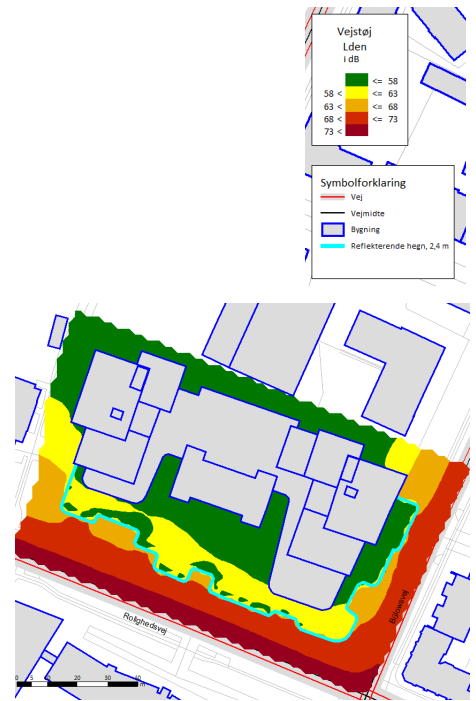 Vejstøj
Lden
i dB
<= 58
58 < <= 63
63 < <= 68
68 < <= 73
73 <
Symbolforklaring
Vej
Vejmidte
Bygning
Reflekterende hegn, 2,4 m
Rolighedsvej
Bülowsvej
0 5 10 20 30 40
m